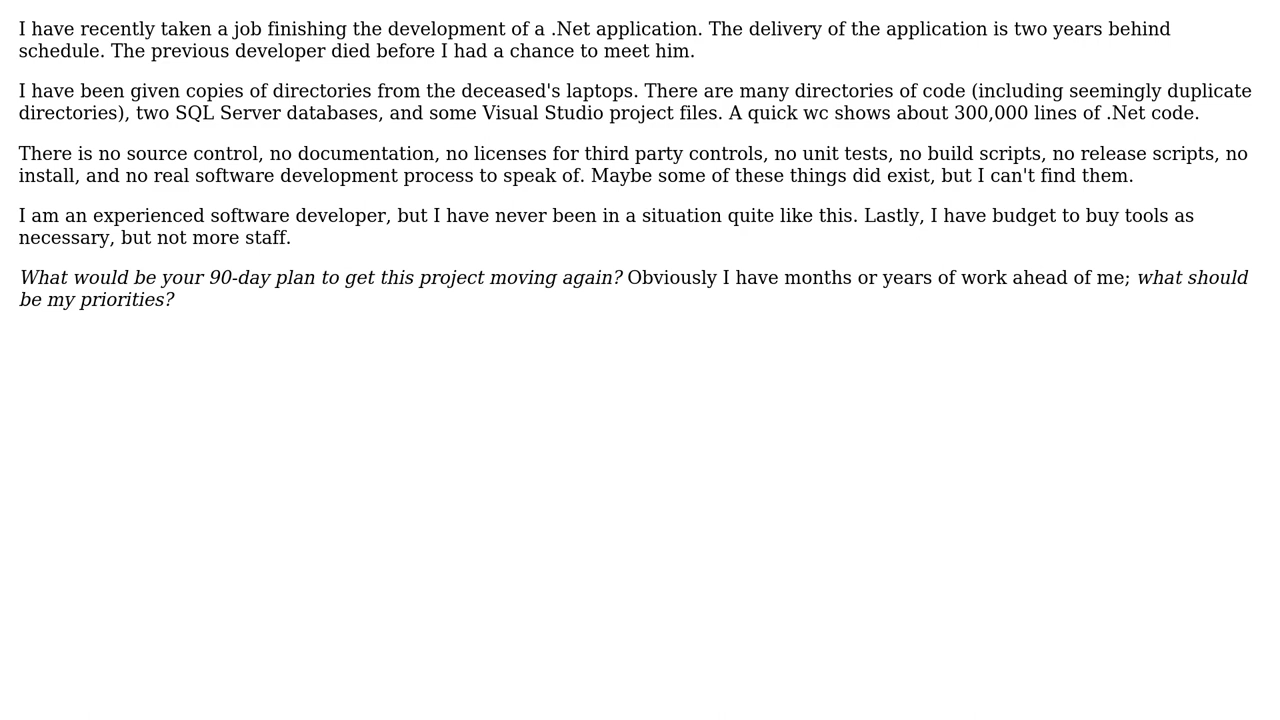 I have recently taken a job finishing the development of a .Net application. The delivery of the application is two years behind
schedule. The previous developer died before I had a chance to meet him.
I have been given copies of directories from the deceased's laptops. There are many directories of code (including seemingly duplicate
directories), two SQL Server databases, and some Visual Studio project files. A quick wc shows about 300,000 lines of .Net code.
There is no source control, no documentation, no licenses for third party controls, no unit tests, no build scripts, no release scripts, no
install, and no real software development process to speak of. Maybe some of these things did exist, but I can't find them.
I am an experienced software developer, but I have never been in a situation quite like this. Lastly, I have budget to buy tools as
necessary, but not more staff.
What would be your 90-day plan to get this project moving again? Obviously I have months or years of work ahead of me; what should
be my priorities?